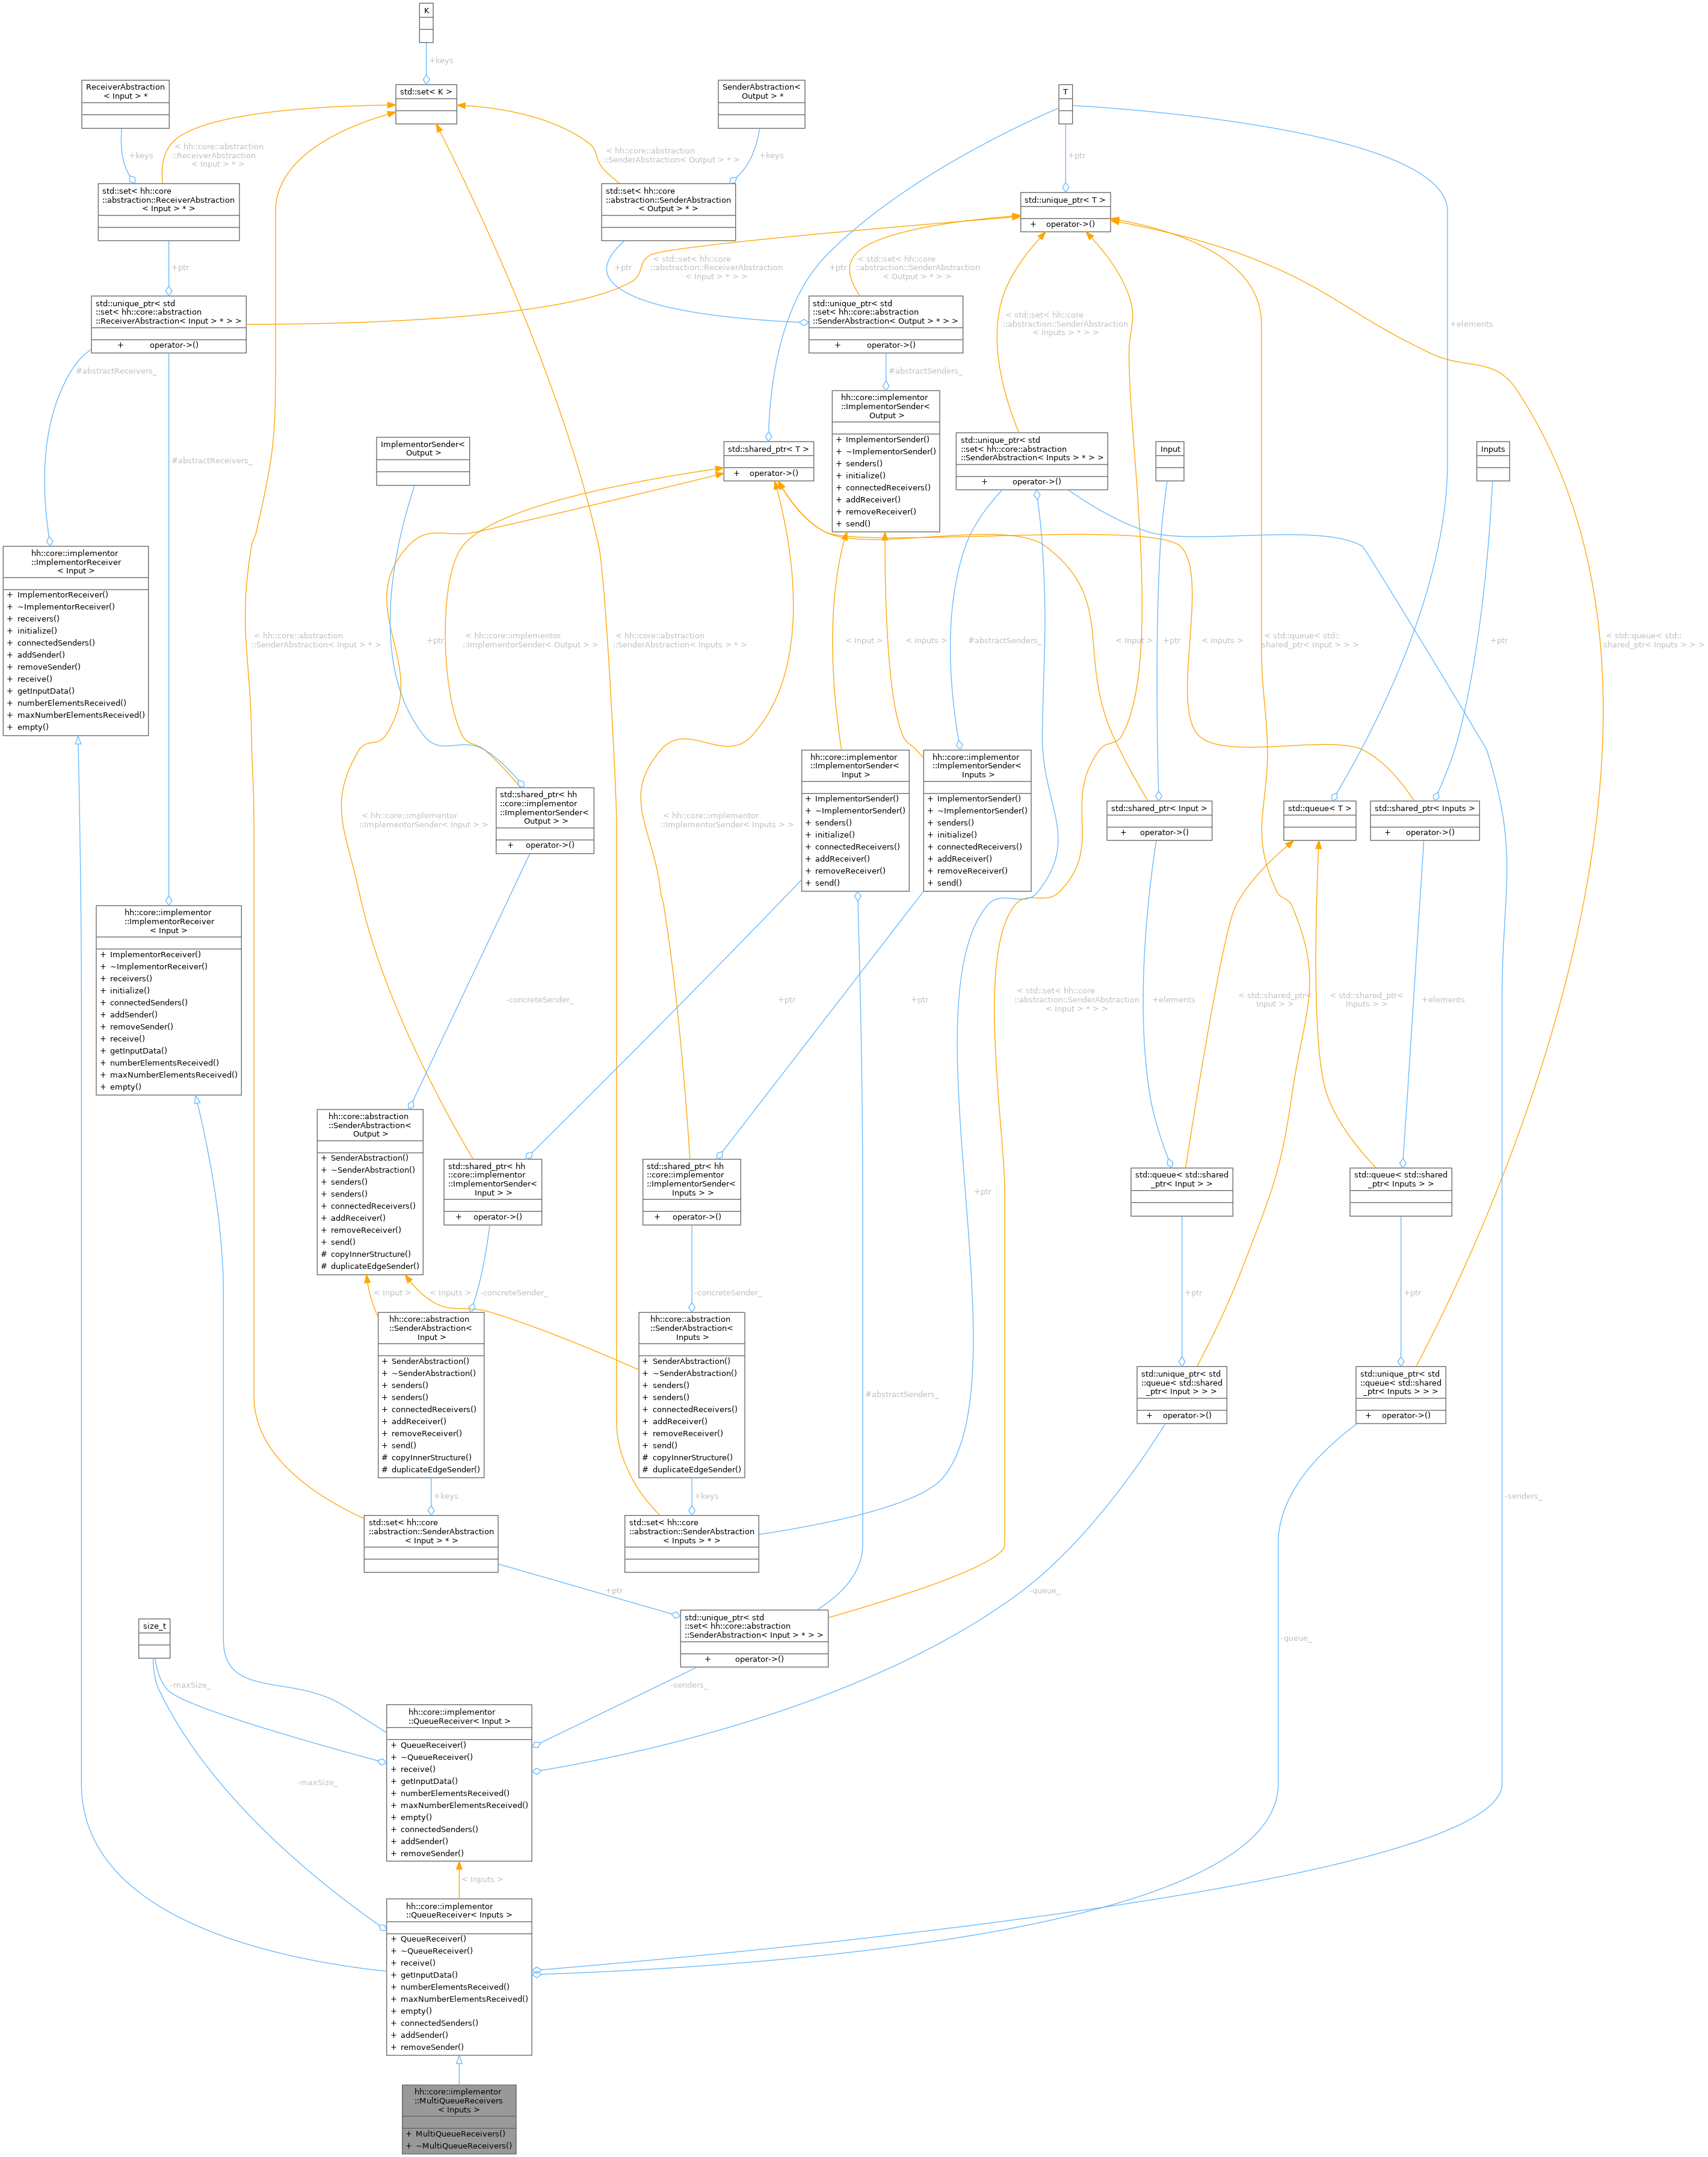 K
+keys
ReceiverAbstraction
< Input > *
std::set< K >
SenderAbstraction<
Output > *
T
+keys
< hh::core::abstraction
::ReceiverAbstraction
< Input > * >
< hh::core::abstraction
::SenderAbstraction< Output > * >
+keys
+ptr
std::set< hh::core
::abstraction::ReceiverAbstraction
< Input > * >
std::set< hh::core
::abstraction::SenderAbstraction
< Output > * >
std::unique_ptr< T >
+ operator->()
+ptr
+ptr
< std::set< hh::core
::abstraction::ReceiverAbstraction
< Input > * > >
+ptr
< std::set< hh::core
::abstraction::SenderAbstraction
< Output > * > >
std::unique_ptr< std
::set< hh::core::abstraction
::ReceiverAbstraction< Input > * > >
+ operator->()
std::unique_ptr< std
::set< hh::core::abstraction
::SenderAbstraction< Output > * > >
+ operator->()
< std::set< hh::core
::abstraction::SenderAbstraction
< Inputs > * > >
+elements
#abstractReceivers_
#abstractSenders_
hh::core::implementor
::ImplementorSender<
Output >
+ ImplementorSender()
+ ~ImplementorSender()
+ senders()
+ initialize()
+ connectedReceivers()
+ addReceiver()
+ removeReceiver()
+ send()
ImplementorSender<
Output >
std::shared_ptr< T >
+ operator->()
std::unique_ptr< std
::set< hh::core::abstraction
::SenderAbstraction< Inputs > * > >
+ operator->()
Input
Inputs
#abstractReceivers_
hh::core::implementor
::ImplementorReceiver
< Input >
+ ImplementorReceiver()
+ ~ImplementorReceiver()
+ receivers()
+ initialize()
+ connectedSenders()
+ addSender()
+ removeSender()
+ receive()
+ getInputData()
+ numberElementsReceived()
+ maxNumberElementsReceived()
+ empty()
< hh::core::abstraction
::SenderAbstraction< Input > * >
+ptr
< hh::core::implementor
::ImplementorSender< Output > >
< hh::core::abstraction
::SenderAbstraction< Inputs > * >
< Input >
< Inputs >
#abstractSenders_
< Input >
+ptr
< Inputs >
< std::queue< std::
shared_ptr< Input > > >
+ptr
< std::queue< std::
shared_ptr< Inputs > > >
< hh::core::implementor
::ImplementorSender< Input > >
std::shared_ptr< hh
::core::implementor
::ImplementorSender<
Output > >
+ operator->()
< hh::core::implementor
::ImplementorSender< Inputs > >
hh::core::implementor
::ImplementorSender<
Input >
+ ImplementorSender()
+ ~ImplementorSender()
+ senders()
+ initialize()
+ connectedReceivers()
+ addReceiver()
+ removeReceiver()
+ send()
hh::core::implementor
::ImplementorSender<
Inputs >
+ ImplementorSender()
+ ~ImplementorSender()
+ senders()
+ initialize()
+ connectedReceivers()
+ addReceiver()
+ removeReceiver()
+ send()
std::shared_ptr< Input >
+ operator->()
std::queue< T >
std::shared_ptr< Inputs >
+ operator->()
hh::core::implementor
::ImplementorReceiver
< Input >
+ ImplementorReceiver()
+ ~ImplementorReceiver()
+ receivers()
+ initialize()
+ connectedSenders()
+ addSender()
+ removeSender()
+ receive()
+ getInputData()
+ numberElementsReceived()
+ maxNumberElementsReceived()
+ empty()
-concreteSender_
+ptr
+ptr
< std::set< hh::core
::abstraction::SenderAbstraction
< Input > * > >
+elements
< std::shared_ptr<
Input > >
< std::shared_ptr<
Inputs > >
+elements
hh::core::abstraction
::SenderAbstraction<
Output >
+ SenderAbstraction()
+ ~SenderAbstraction()
+ senders()
+ senders()
+ connectedReceivers()
+ addReceiver()
+ removeReceiver()
+ send()
# copyInnerStructure()
# duplicateEdgeSender()
std::shared_ptr< hh
::core::implementor
::ImplementorSender<
Input > >
+ operator->()
std::shared_ptr< hh
::core::implementor
::ImplementorSender<
Inputs > >
+ operator->()
+ptr
std::queue< std::shared
_ptr< Input > >
std::queue< std::shared
_ptr< Inputs > >
< Input >
< Inputs >
-concreteSender_
-concreteSender_
+ptr
+ptr
hh::core::abstraction
::SenderAbstraction<
Input >
+ SenderAbstraction()
+ ~SenderAbstraction()
+ senders()
+ senders()
+ connectedReceivers()
+ addReceiver()
+ removeReceiver()
+ send()
# copyInnerStructure()
# duplicateEdgeSender()
hh::core::abstraction
::SenderAbstraction<
Inputs >
+ SenderAbstraction()
+ ~SenderAbstraction()
+ senders()
+ senders()
+ connectedReceivers()
+ addReceiver()
+ removeReceiver()
+ send()
# copyInnerStructure()
# duplicateEdgeSender()
#abstractSenders_
std::unique_ptr< std
::queue< std::shared
_ptr< Input > > >
+ operator->()
std::unique_ptr< std
::queue< std::shared
_ptr< Inputs > > >
+ operator->()
+keys
+keys
-senders_
std::set< hh::core
::abstraction::SenderAbstraction
< Input > * >
std::set< hh::core
::abstraction::SenderAbstraction
< Inputs > * >
+ptr
-queue_
size_t
std::unique_ptr< std
::set< hh::core::abstraction
::SenderAbstraction< Input > * > >
+ operator->()
-queue_
-maxSize_
-senders_
hh::core::implementor
::QueueReceiver< Input >
+ QueueReceiver()
+ ~QueueReceiver()
+ receive()
+ getInputData()
+ numberElementsReceived()
+ maxNumberElementsReceived()
+ empty()
+ connectedSenders()
+ addSender()
+ removeSender()
-maxSize_
< Inputs >
hh::core::implementor
::QueueReceiver< Inputs >
+ QueueReceiver()
+ ~QueueReceiver()
+ receive()
+ getInputData()
+ numberElementsReceived()
+ maxNumberElementsReceived()
+ empty()
+ connectedSenders()
+ addSender()
+ removeSender()
hh::core::implementor
::MultiQueueReceivers
< Inputs >
+ MultiQueueReceivers()
+ ~MultiQueueReceivers()